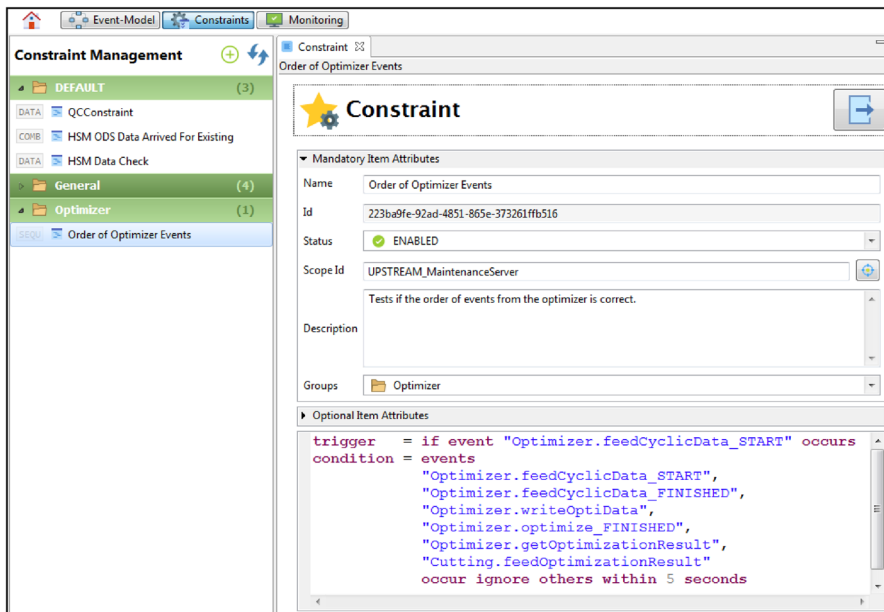 Event-Model Constraints Monitoring
Constraint Management
DEFAULT (3)
DATA QCConstraint
COMB HSM ODS Data Arrived For Existing
DATA HSM Data Check
General (4)
Optimizer (1)
SEQU Order of Optimizer Events
Constraint
Order of Optimizer Events
Constraint
Mandatory Item Attributes
Name Order of Optimizer Events
Id 223ba9fe-92ad-4851-865e-373261ffb516
Status ENABLED
Scope Id UPSTREAM_MaintenanceServer
Description Tests if the order of events from the optimizer is correct.
Groups Optimizer
Optional Item Attributes
trigger = if event "Optimizer.feedCyclicData_START" occurs
condition = events
"Optimizer.feedCyclicData_START",
"Optimizer.feedCyclicData_FINISHED",
"Optimizer.writeOptiData",
"Optimizer.optimize_FINISHED",
"Optimizer.getOptimizationResult",
"Cutting.feedOptimizationResult"
occur ignore others within 5 seconds